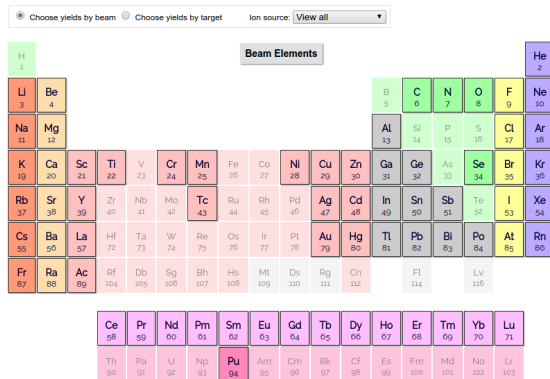 Choose yields by beam Choose yields by target Ion source: View all
Beam Elements
H He
1 2
Li Be B C N O F Ne
3 4 5 6 7 8 9 10
Na Mg Al Si P S Cl Ar
11 12 13 14 15 16 17 18
K Ca Sc Ti V Cr Mn Fe Co Ni Cu Zn Ga Ge As Se Br Kr
19 20 21 22 23 24 25 26 27 28 29 30 31 32 33 34 35 36
Rb Sr Y Zr Nb Mo Tc Ru Rh Pd Ag Cd In Sn Sb Te I Xe
37 38 39 40 41 42 43 44 45 46 47 48 49 50 51 52 53 54
Cs Ba La Hf Ta W Re Os Ir Pt Au Hg Tl Pb Bi Po At Rn
55 56 57 72 73 74 75 76 77 78 79 80 81 82 83 84 85 86
Fr Ra Ac Rf Db Sg Bh Hs Mt Ds Rg Cn Fl Lv
87 88 89 104 105 106 107 108 109 110 111 112 114 116
Ce Pr Nd Pm Sm Eu Gd Tb Dy Ho Er Tm Yb Lu
58 59 60 61 62 63 64 65 66 67 68 69 70 71
Th Pa U Np Pu Am Cm Bk Cf Es Fm Md No Lr
90 91 92 93 94 95 96 97 98 99 100 101 102 103